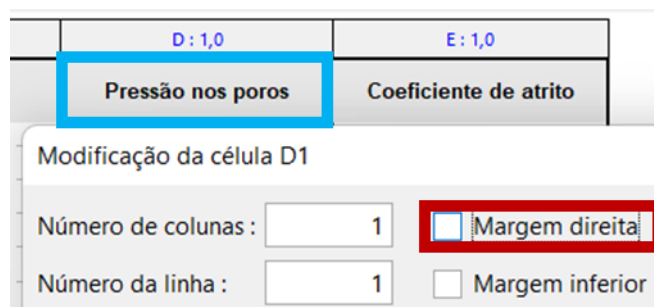 D : 1,0 E : 1,0
Pressão nos poros Coeficiente de atrito
Modificação da célula D1
Número de colunas : 1 Margem direita
Número da linha : 1 Margem inferior